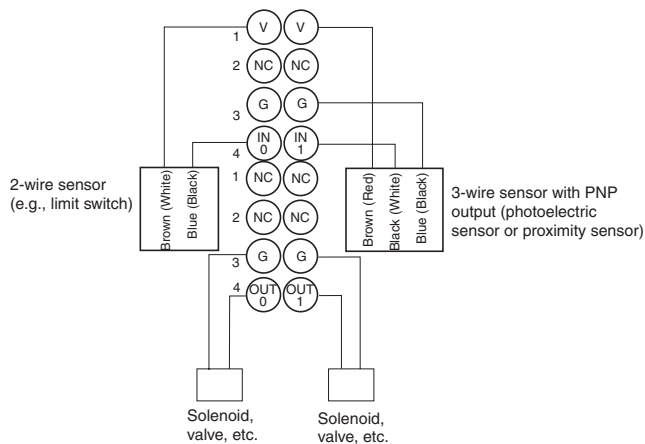 V V
1
2 NC NC
G G
3
IN 0 IN 1
4
1 NC NC
2 NC NC
3 G G
4 OUT 0 OUT 1
2-wire sensor
(e.g., limit switch)
Brown (White)
Blue (Black)
Brown (Red)
Black (White)
Blue (Black)
3-wire sensor with PNP
output (photoelectric
sensor or proximity sensor)
Solenoid,
valve, etc.
Solenoid,
valve, etc.